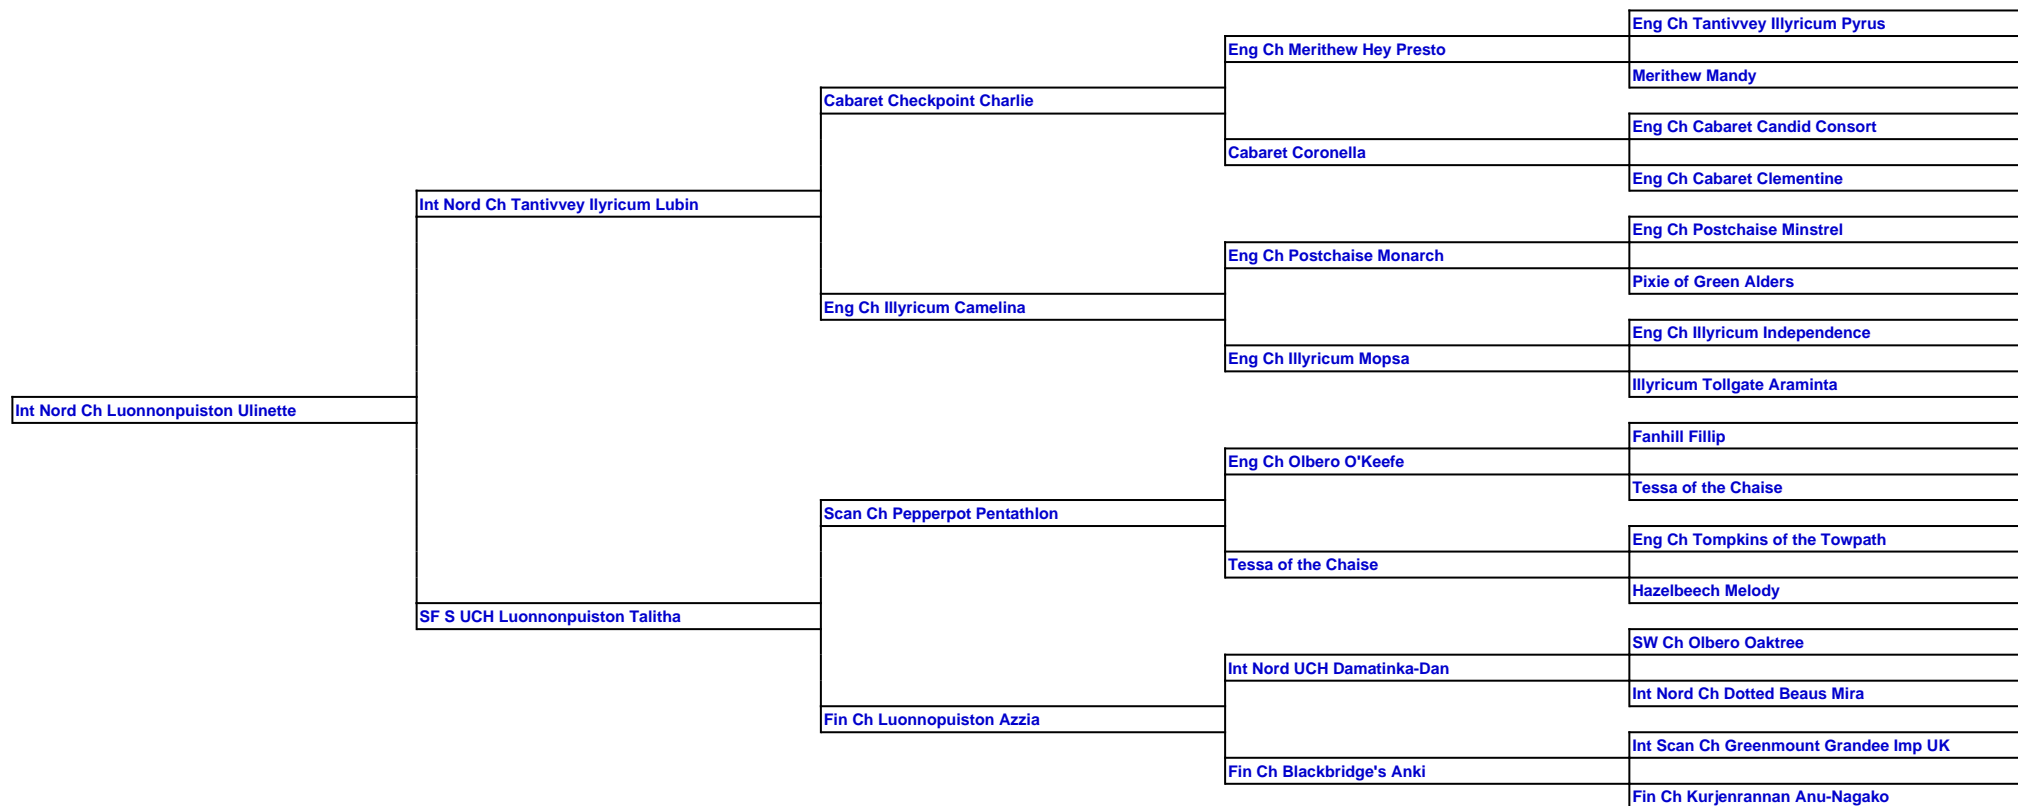 Eng Ch Tantivvey Illyricum Pyrus
Eng Ch Merithew Hey Presto
Merithew Mandy
Cabaret Checkpoint Charlie
Eng Ch Cabaret Candid Consort
Cabaret Coronella
Eng Ch Cabaret Clementine
Int Nord Ch Tantivvey Ilyricum Lubin
Eng Ch Postchaise Minstrel
Eng Ch Postchaise Monarch
Pixie of Green Alders
Eng Ch Illyricum Camelina
Eng Ch Illyricum Independence
Eng Ch Illyricum Mopsa
Illyricum Tollgate Araminta
Int Nord Ch Luonnonpuiston Ulinette
Fanhill Fillip
Eng Ch Olbero O'Keefe
Tessa of the Chaise
Scan Ch Pepperpot Pentathlon
Eng Ch Tompkins of the Towpath
Tessa of the Chaise
Hazelbeech Melody
SF S UCH Luonnonpuiston Talitha
SW Ch Olbero Oaktree
Int Nord UCH Damatinka-Dan
Int Nord Ch Dotted Beaus Mira
Fin Ch Luonnopuiston Azzia
Int Scan Ch Greenmount Grandee Imp UK
Fin Ch Blackbridge's Anki
Fin Ch Kurjenrannan Anu-Nagako